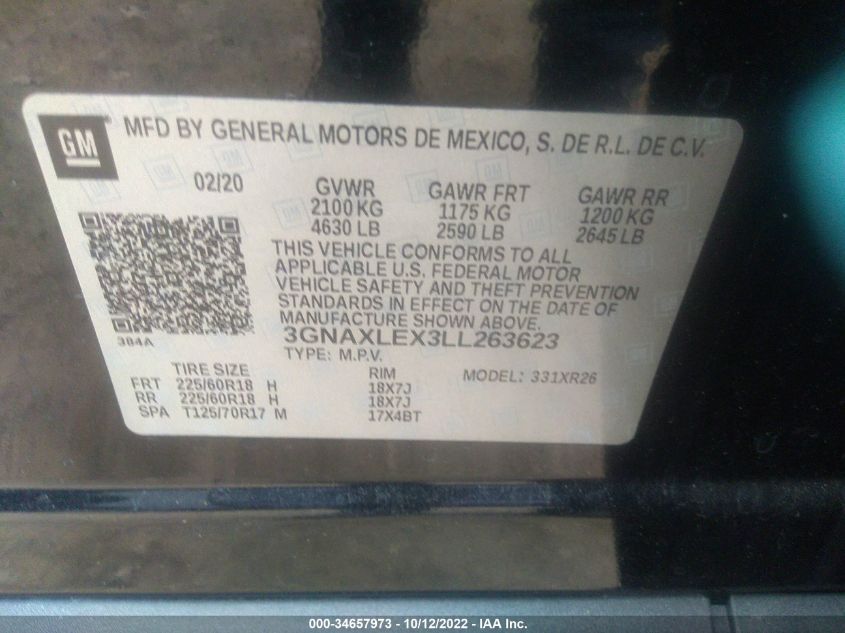 GM
MFD BY GENERAL MOTORS DE MEXICO, S. DE R.L. DE C.V.
02/20 GVWR GAWR FRT GAWR RR
2100 KG 1175 KG 1200 KG
4630 LB 2590 LB 2645 LB
THIS VEHICLE CONFORMS TO ALL
APPLICABLE U.S. FEDERAL MOTOR
VEHICLE SAFETY AND THEFT PREVENTION
STANDARDS IN EFFECT ON THE DATE OF
MANUFACTURE SHOWN ABOVE.
384A
3GNAXLEX3LL263623
TYPE: M.P.V.
TIRE SIZE RIM MODEL: 331XR26
FRT 225/60R18 H 18X7J
RR 225/60R18 H 18X7J
SPA T125/70R17 M 17X4BT
000-34657973 - 10/12/2022 - IAA Inc.